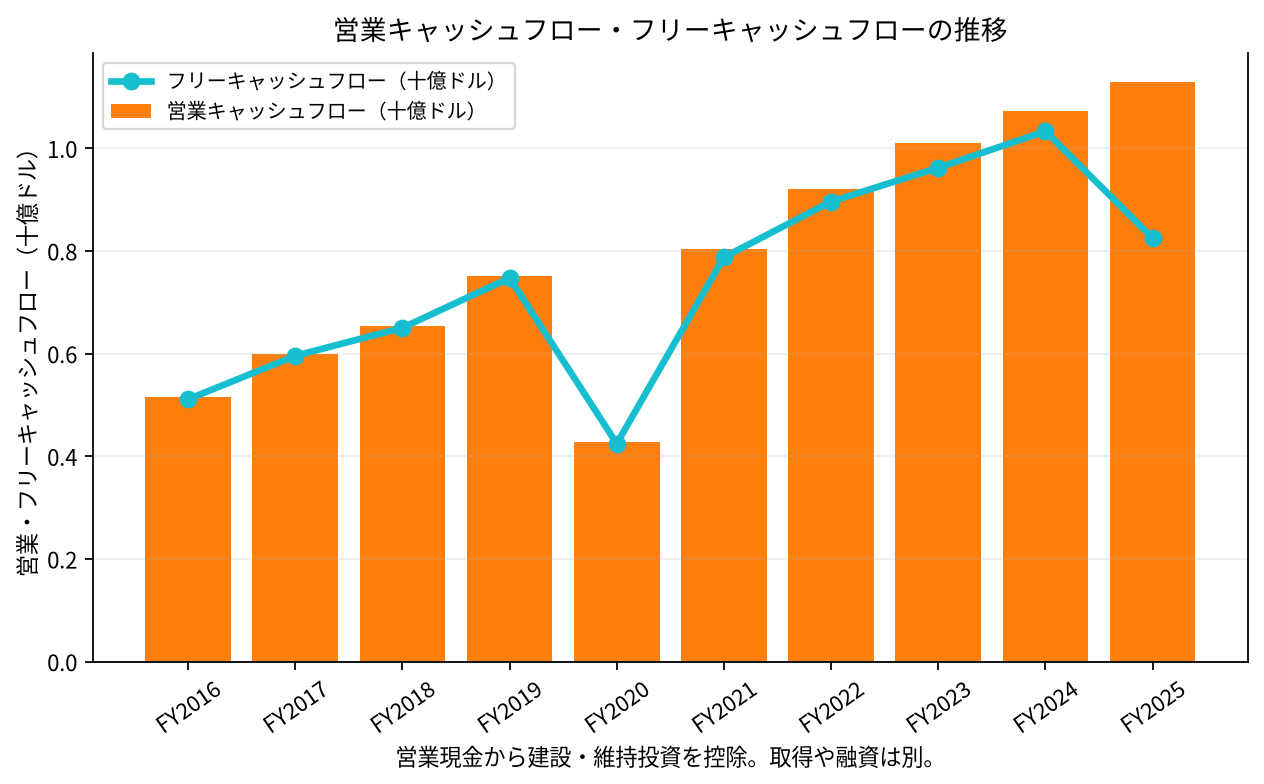 営業キャッシュフロー・フリーキャッシュフローの推移
フリーキャッシュフロー（十億ドル）
営業キャッシュフロー（十億ドル）
営業・フリーキャッシュフロー（十億ドル）
1.0
0.8
0.6
0.4
0.2
0.0
FY2016
FY2017
FY2018
FY2019
FY2020
FY2021
FY2022
FY2023
FY2024
FY2025
営業現金から建設・維持投資を控除。取得や融資は別。